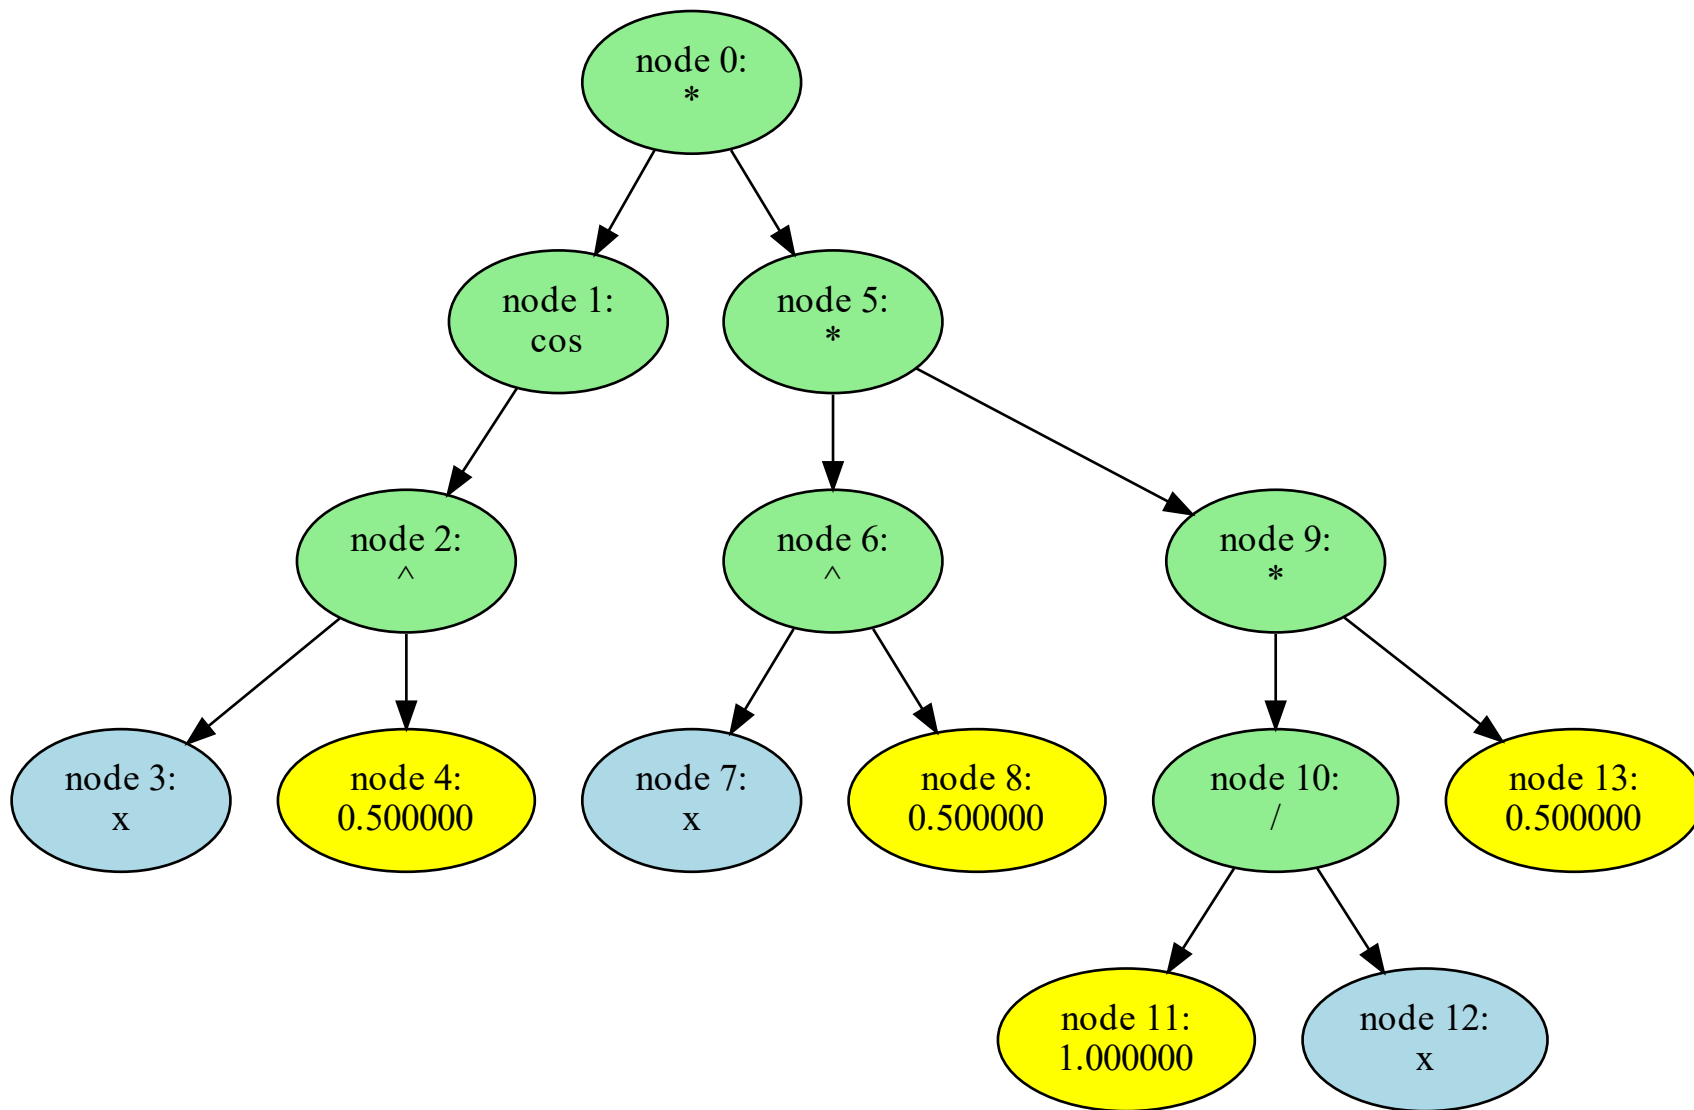 node 0:
*
node 1:
cos
node 5:
*
node 2:
^
node 6:
^
node 9:
*
node 3:
x
node 4:
0.500000
node 7:
x
node 8:
0.500000
node 10:
/
node 13:
0.500000
node 11:
1.000000
node 12:
x